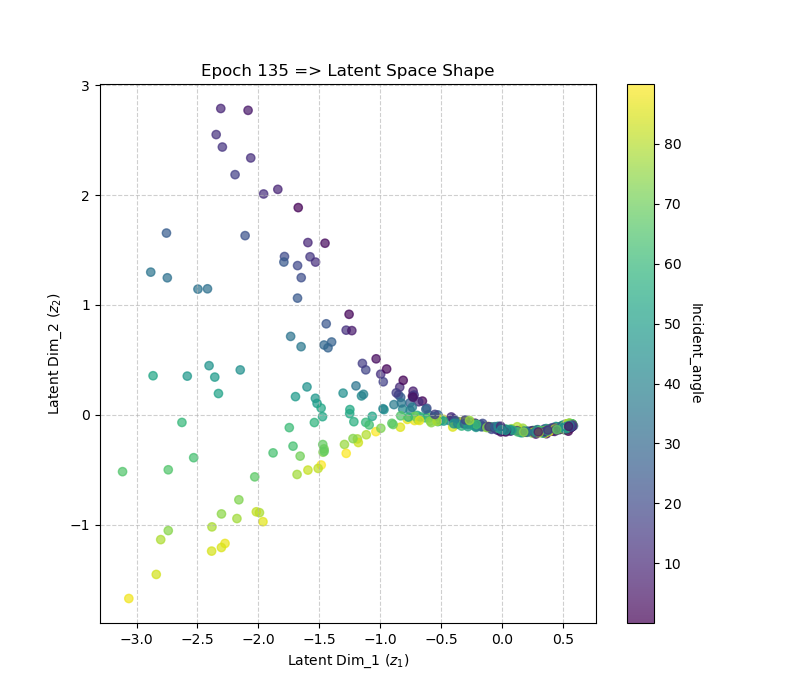 Epoch 135 => Latent Space Shape
3
2
1
0
−1
Latent Dim_2 (z₂)
−3.0 −2.5 −2.0 −1.5 −1.0 −0.5 0.0 0.5
Latent Dim_1 (z₁)
80
70
60
50
40
30
20
10
Incident_angle